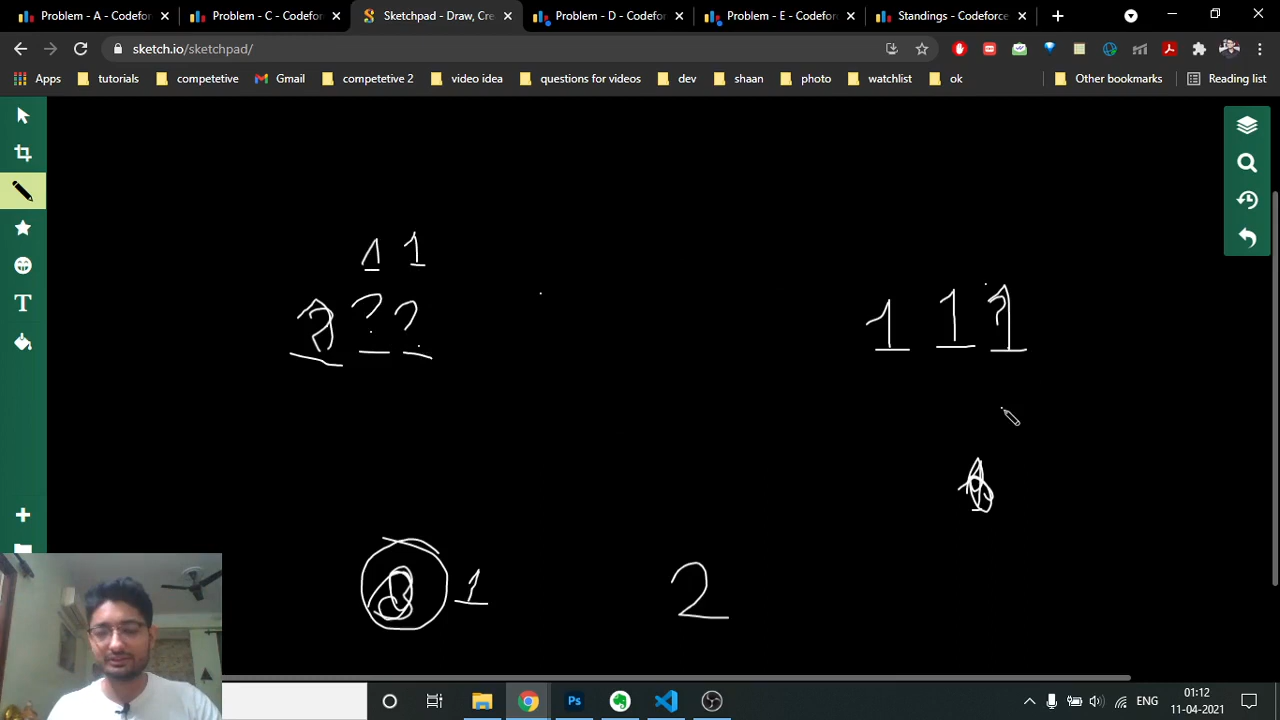 Problem - A - Codefor Problem - C - Codefor Sketchpad - Draw, Cre Problem - D - Codefor Problem - E - Codefor Standings - Codeforce
sketch.io/sketchpad/
Apps tutorials competetive Gmail competetive 2 video idea questions for videos dev shaan photo watchlist ok Other bookmarks Reading list
1 1
? ?
1 1
1 2
T
Ps ENG 01:12
11-04-2021